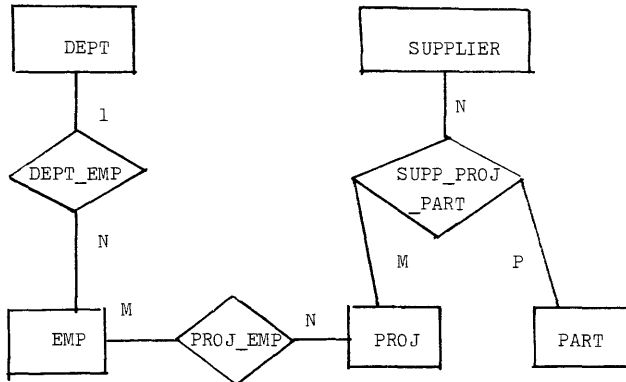 DEPT
SUPPLIER
1
N
DEPT_EMP
SUPP_PROJ
_PART
N
M
P
M
N
EMP
PROJ_EMP
PROJ
PART